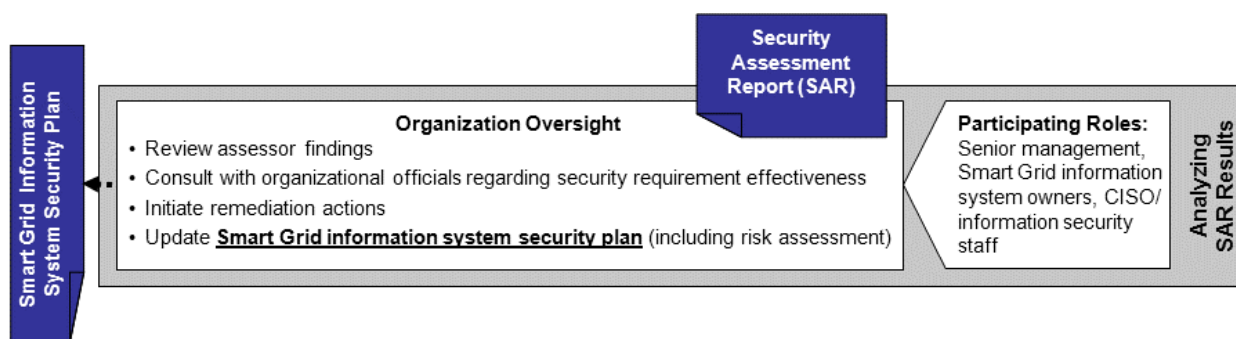 Smart Grid Information
System Security Plan
Security
Assessment
Report (SAR)
Organization Oversight
• Review assessor findings
• Consult with organizational officials regarding security requirement effectiveness
• Initiate remediation actions
• Update Smart Grid information system security plan (including risk assessment)
Participating Roles:
Senior management,
Smart Grid information
system owners, CISO/
information security
staff
Analyzing
SAR Results